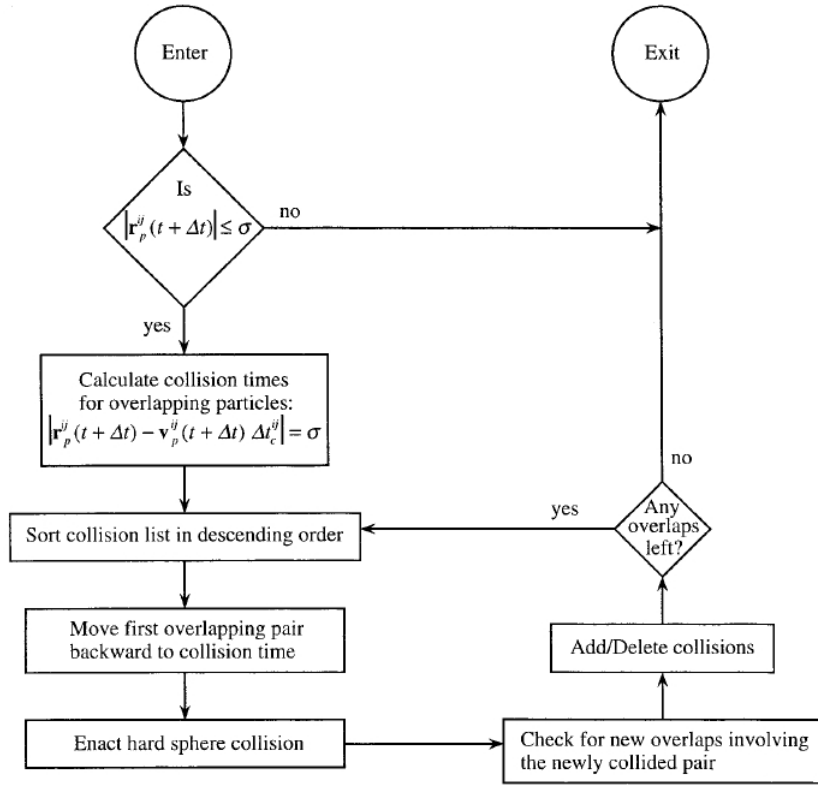 Enter
Exit
Is
|r_p^{ij}(t + Δt)| ≤ σ
no
yes
Calculate collision times
for overlapping particles:
|r_p^{ij}(t + Δt) − v_p^{ij}(t + Δt) Δt_c^{ij}| = σ
no
Any
overlaps
left?
yes
Sort collision list in descending order
Move first overlapping pair
backward to collision time
Add/Delete collisions
Enact hard sphere collision
Check for new overlaps involving
the newly collided pair